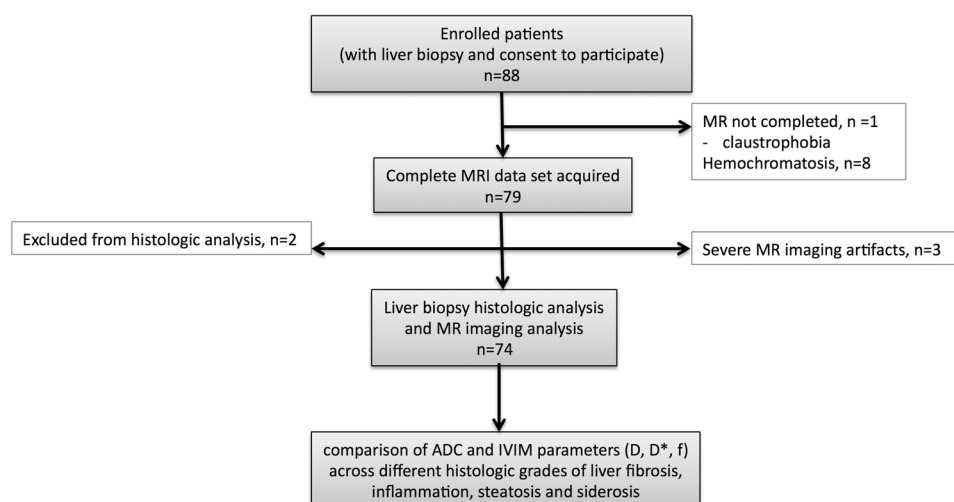 Enrolled patients
(with liver biopsy and consent to participate)
n=88
MR not completed, n =1
- claustrophobia
Hemochromatosis, n=8
Complete MRI data set acquired
n=79
Excluded from histologic analysis, n=2
Severe MR imaging artifacts, n=3
Liver biopsy histologic analysis
and MR imaging analysis
n=74
comparison of ADC and IVIM parameters (D, D*, f)
across different histologic grades of liver fibrosis,
inflammation, steatosis and siderosis